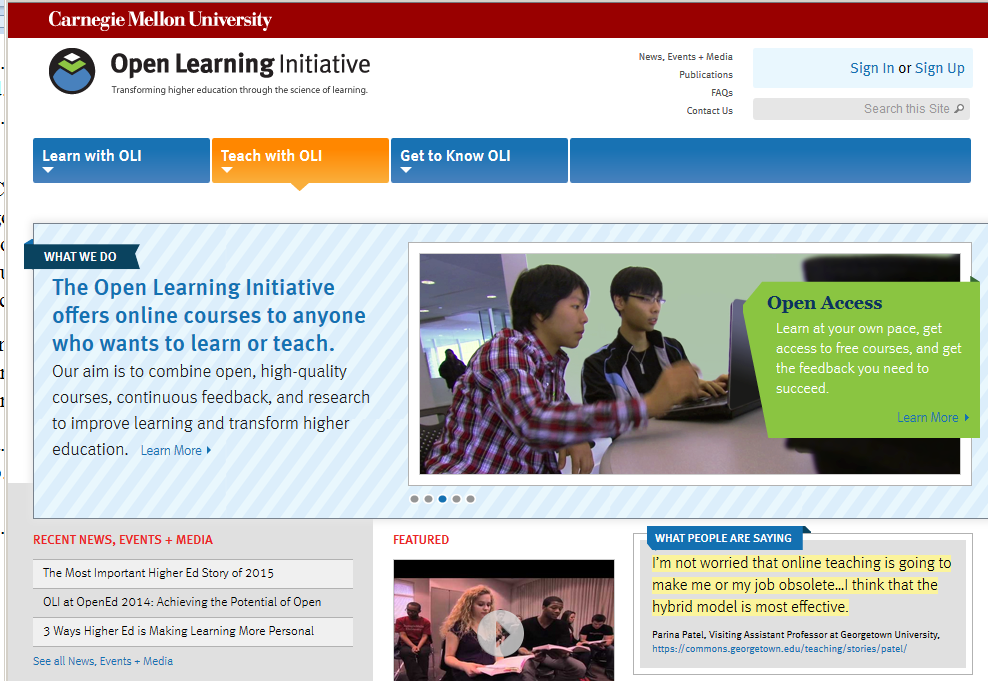 Carnegie Mellon University
Open Learning Initiative
Transforming higher education through the science of learning.
News, Events + Media
Publications
FAQs
Contact Us
Sign In or Sign Up
Search this Site
Learn with OLI
Teach with OLI
Get to Know OLI
WHAT WE DO
The Open Learning Initiative
offers online courses to anyone
who wants to learn or teach.
Our aim is to combine open, high-quality
courses, continuous feedback, and research
to improve learning and transform higher
education. Learn More
Open Access
Learn at your own pace, get
access to free courses, and get
the feedback you need to
succeed.
Learn More
RECENT NEWS, EVENTS + MEDIA
The Most Important Higher Ed Story of 2015
OLI at OpenEd 2014: Achieving the Potential of Open
3 Ways Higher Ed is Making Learning More Personal
See all News, Events + Media
FEATURED
WHAT PEOPLE ARE SAYING
I'm not worried that online teaching is going to
make me or my job obsolete...I think that the
hybrid model is most effective.
Parina Patel, Visiting Assistant Professor at Georgetown University,
https://commons.georgetown.edu/teaching/stories/patel/